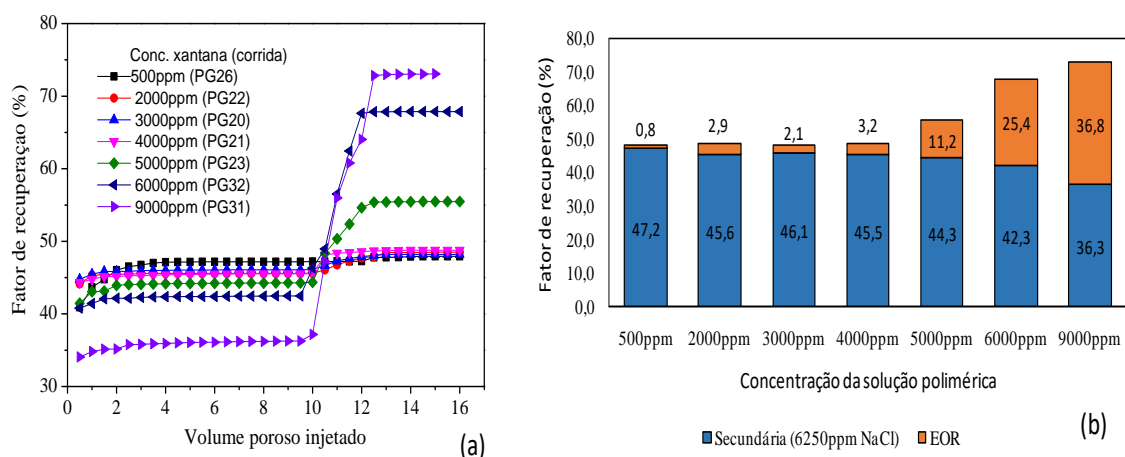 80
70
60
50
40
30
Fator de recuperaçao (%)
Conc. xantana (corrida)
500ppm (PG26)
2000ppm (PG22)
3000ppm (PG20)
4000ppm (PG21)
5000ppm (PG23)
6000ppm (PG32)
9000ppm (PG31)
0 2 4 6 8 10 12 14 16
Volume poroso injetado
(a)
80,0
70,0
60,0
50,0
40,0
30,0
20,0
10,0
0,0
Fator de recuperação (%)
0,8 2,9 2,1 3,2 11,2 25,4 36,8
47,2 45,6 46,1 45,5 44,3 42,3 36,3
500ppm 2000ppm 3000ppm 4000ppm 5000ppm 6000ppm 9000ppm
Concentração da solução polimérica
(b)
Secundária (6250ppm NaCl) EOR